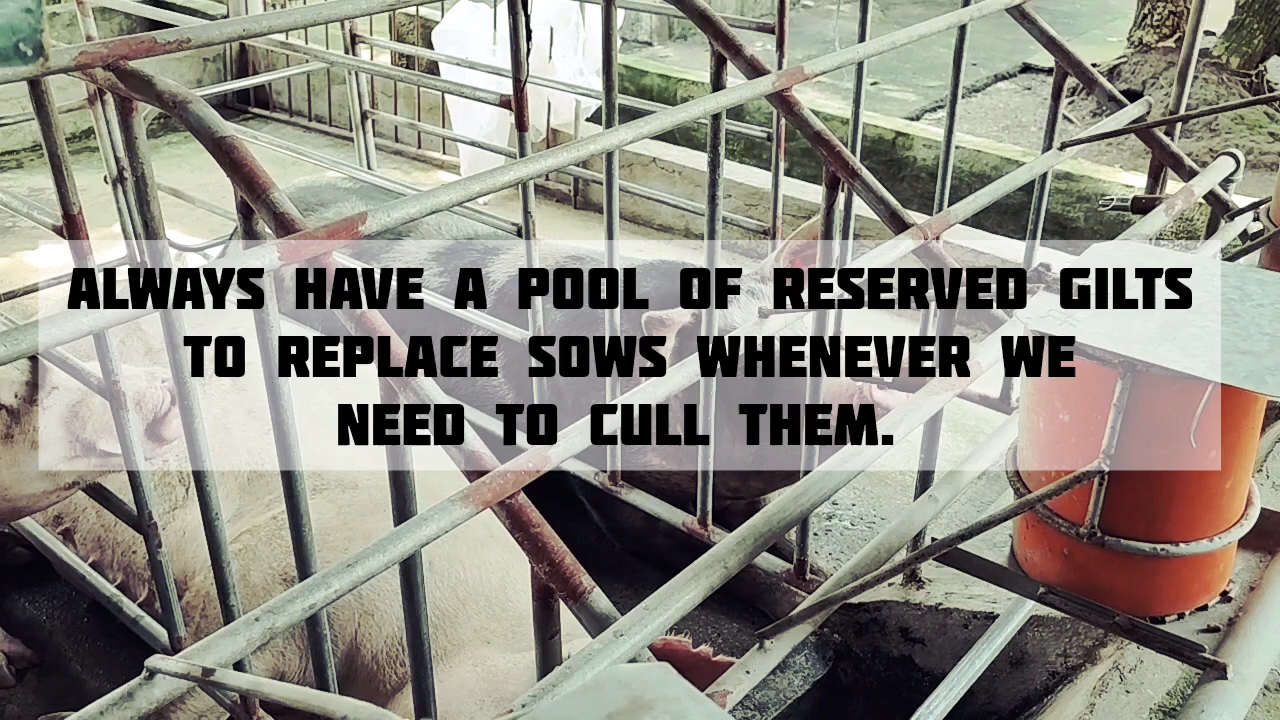 ALWAYS HAVE A POOL OF RESERVED GILTS
TO REPLACE SOWS WHENEVER WE
NEED TO CULL THEM.